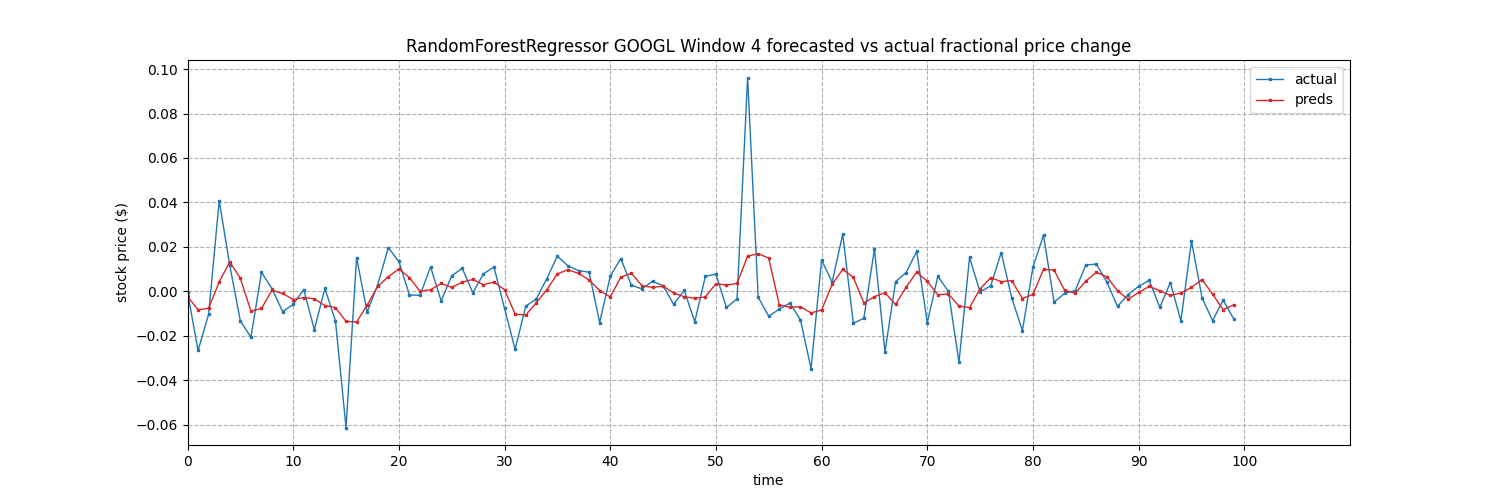 RandomForestRegressor GOOGL Window 4 forecasted vs actual fractional price change
actual
preds
stock price ($)
0.10
0.08
0.06
0.04
0.02
0.00
−0.02
−0.04
−0.06
0 10 20 30 40 50 60 70 80 90 100
time